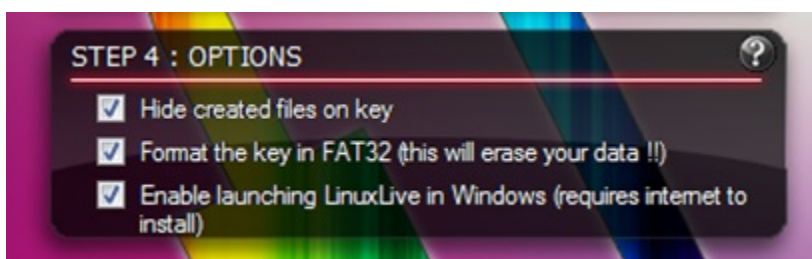 STEP 4 : OPTIONS
?
Hide created files on key
Format the key in FAT32 (this will erase your data !!)
Enable launching LinuxLive in Windows (requires internet to
install)